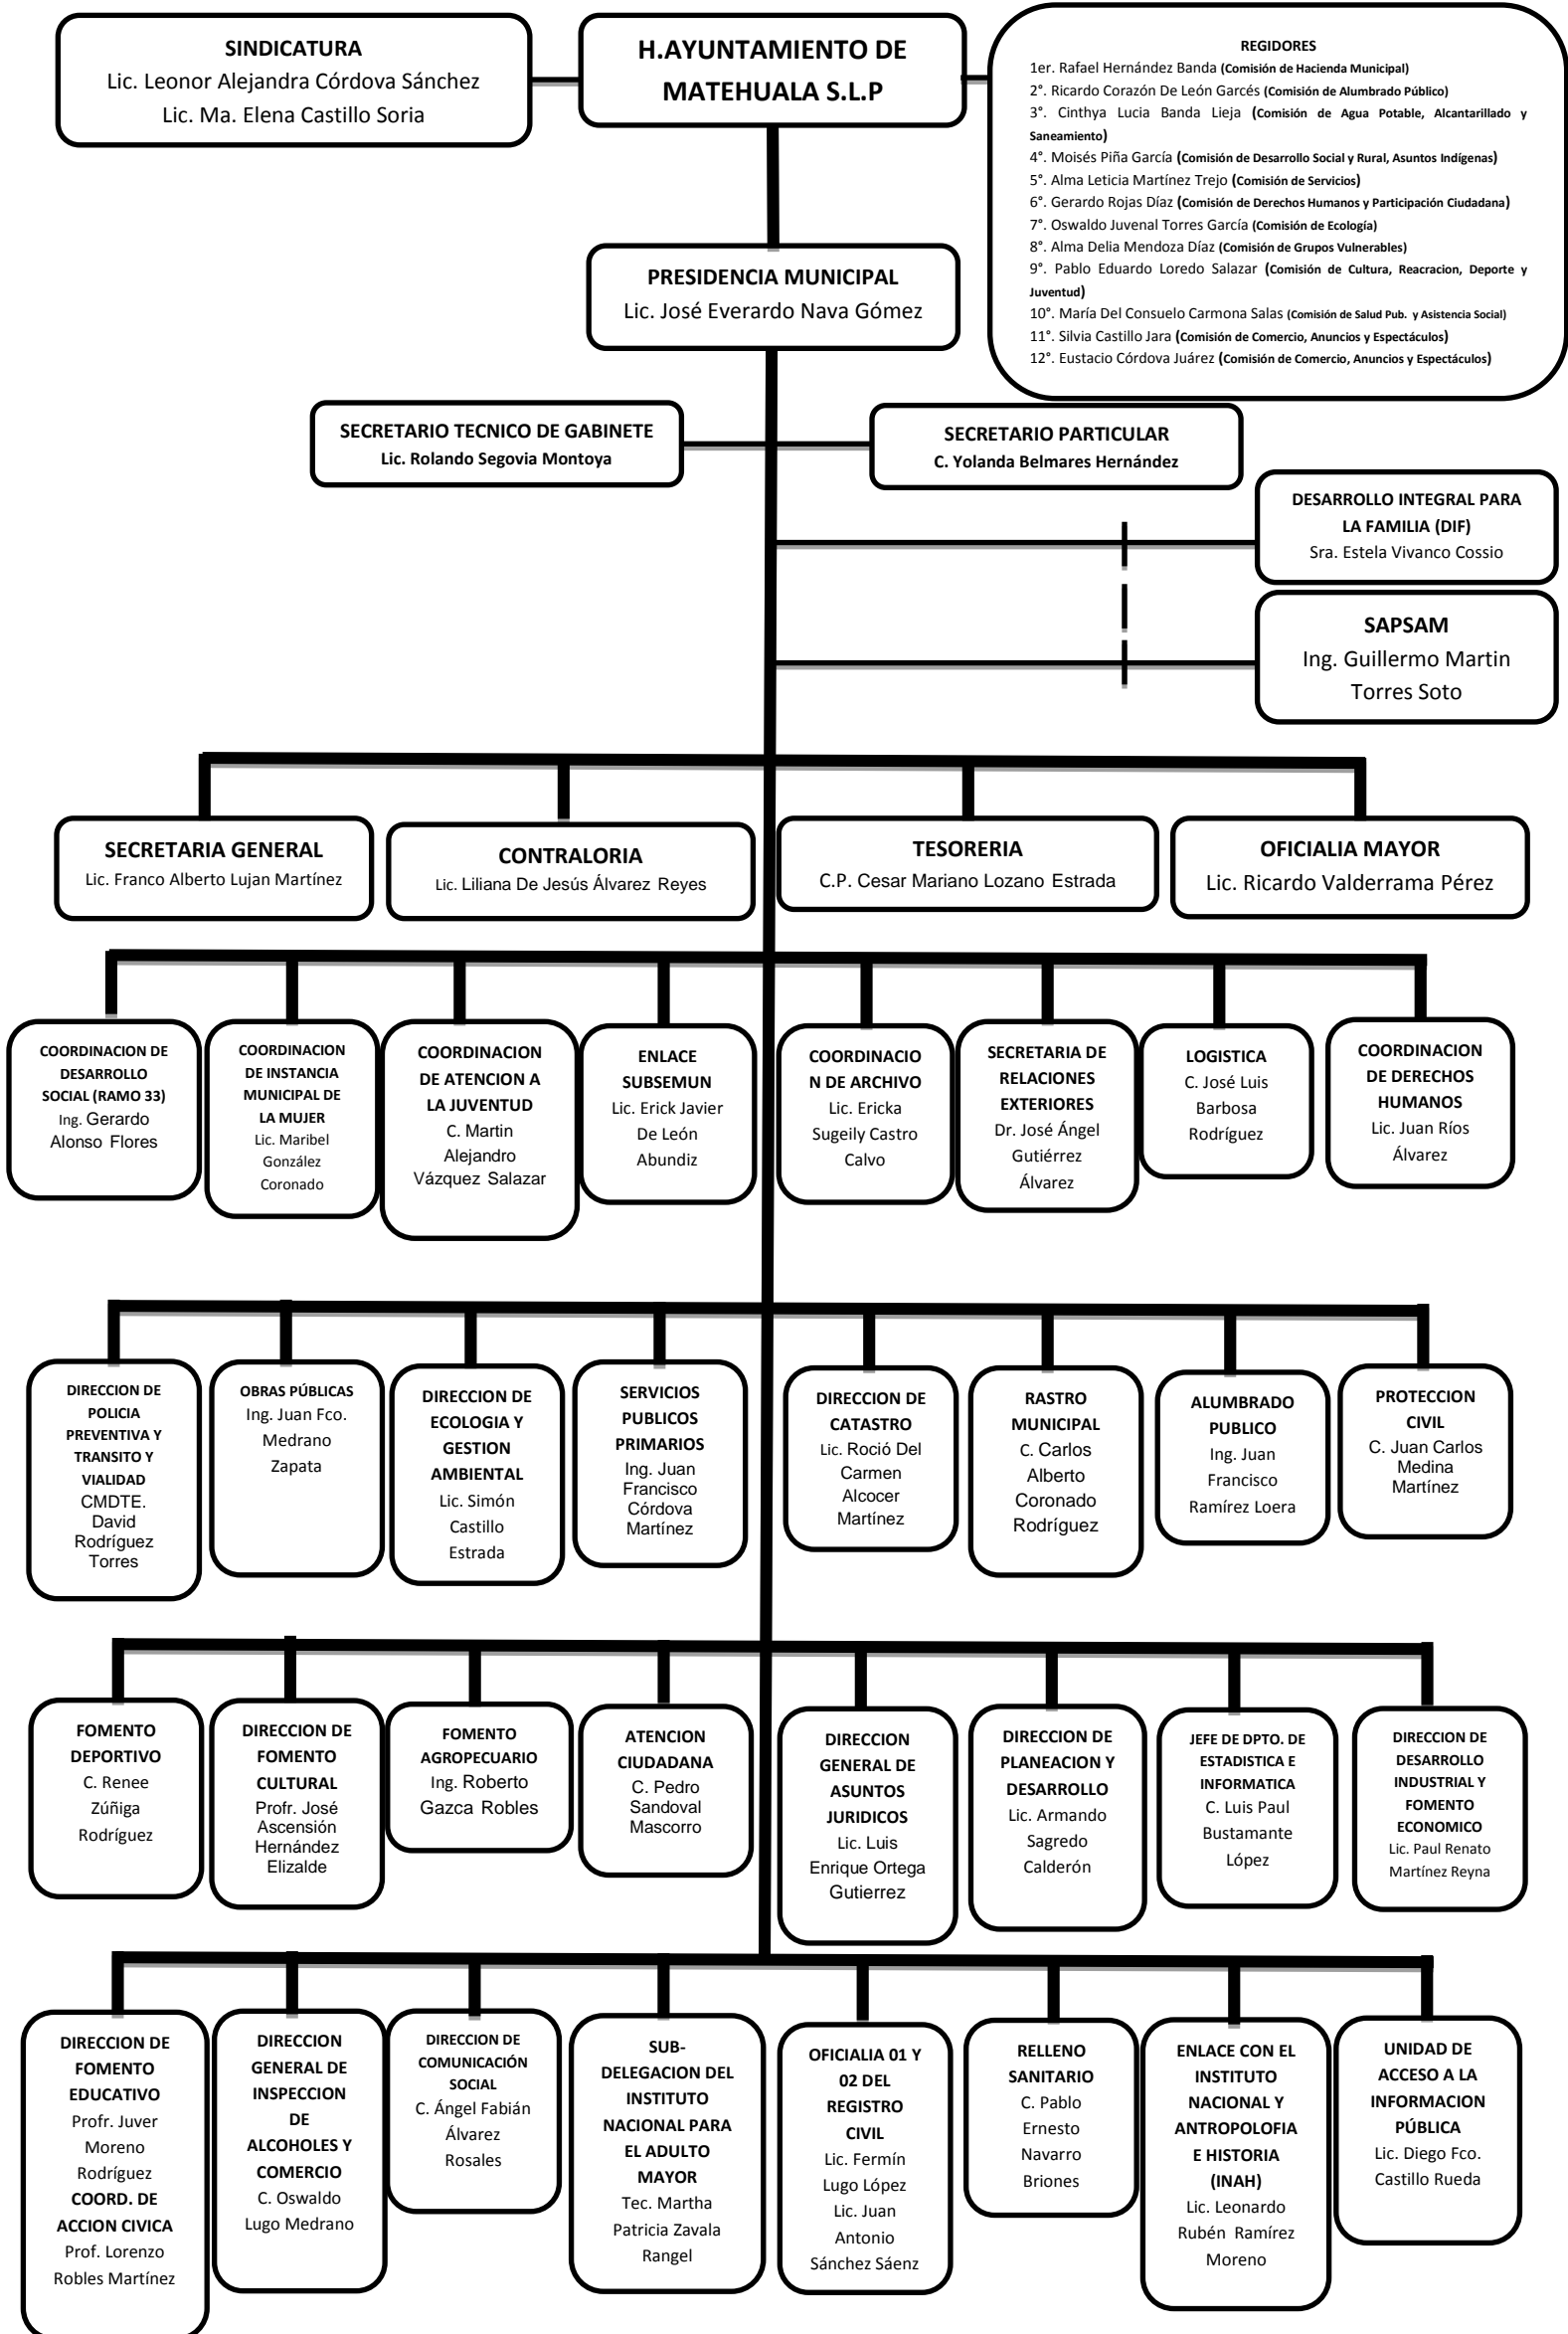 SINDICATURA
Lic. Leonor Alejandra Córdova Sánchez
Lic. Ma. Elena Castillo Soria
H.AYUNTAMIENTO DE
MATEHUALA S.L.P
REGIDORES
1er. Rafael Hernández Banda (Comisión de Hacienda Municipal)
2°. Ricardo Corazón De León Garcés (Comisión de Alumbrado Público)
3°. Cinthya Lucia Banda Lieja (Comisión de Agua Potable, Alcantarillado y
Saneamiento)
4°. Moisés Piña García (Comisión de Desarrollo Social y Rural, Asuntos Indígenas)
5°. Alma Leticia Martínez Trejo (Comisión de Servicios)
6°. Gerardo Rojas Díaz (Comisión de Derechos Humanos y Participación Ciudadana)
7°. Oswaldo Juvenal Torres García (Comisión de Ecología)
8°. Alma Delia Mendoza Díaz (Comisión de Grupos Vulnerables)
9°. Pablo Eduardo Loredo Salazar (Comisión de Cultura, Reacracion, Deporte y
Juventud)
10°. María Del Consuelo Carmona Salas (Comisión de Salud Pub. y Asistencia Social)
11°. Silvia Castillo Jara (Comisión de Comercio, Anuncios y Espectáculos)
12°. Eustacio Córdova Juárez (Comisión de Comercio, Anuncios y Espectáculos)
PRESIDENCIA MUNICIPAL
Lic. José Everardo Nava Gómez
SECRETARIO TECNICO DE GABINETE
Lic. Rolando Segovia Montoya
SECRETARIO PARTICULAR
C. Yolanda Belmares Hernández
DESARROLLO INTEGRAL PARA
LA FAMILIA (DIF)
Sra. Estela Vivanco Cossio
SAPSAM
Ing. Guillermo Martin
Torres Soto
SECRETARIA GENERAL
Lic. Franco Alberto Lujan Martínez
CONTRALORIA
Lic. Liliana De Jesús Álvarez Reyes
TESORERIA
C.P. Cesar Mariano Lozano Estrada
OFICIALIA MAYOR
Lic. Ricardo Valderrama Pérez
COORDINACION DE
DESARROLLO
SOCIAL (RAMO 33)
Ing. Gerardo
Alonso Flores
COORDINACION
DE INSTANCIA
MUNICIPAL DE
LA MUJER
Lic. Maribel
González
Coronado
COORDINACION
DE ATENCION A
LA JUVENTUD
C. Martin
Alejandro
Vázquez Salazar
ENLACE
SUBSEMUN
Lic. Erick Javier
De León
Abundiz
COORDINACIO
N DE ARCHIVO
Lic. Ericka
Sugeily Castro
Calvo
SECRETARIA DE
RELACIONES
EXTERIORES
Dr. José Ángel
Gutiérrez
Álvarez
LOGISTICA
C. José Luis
Barbosa
Rodríguez
COORDINACION
DE DERECHOS
HUMANOS
Lic. Juan Ríos
Álvarez
DIRECCION DE
POLICIA
PREVENTIVA Y
TRANSITO Y
VIALIDAD
CMDTE.
David
Rodríguez
Torres
OBRAS PÚBLICAS
Ing. Juan Fco.
Medrano
Zapata
DIRECCION DE
ECOLOGIA Y
GESTION
AMBIENTAL
Lic. Simón
Castillo
Estrada
SERVICIOS
PUBLICOS
PRIMARIOS
Ing. Juan
Francisco
Córdova
Martínez
DIRECCION DE
CATASTRO
Lic. Roció Del
Carmen
Alcocer
Martínez
RASTRO
MUNICIPAL
C. Carlos
Alberto
Coronado
Rodríguez
ALUMBRADO
PUBLICO
Ing. Juan
Francisco
Ramírez Loera
PROTECCION
CIVIL
C. Juan Carlos
Medina
Martínez
FOMENTO
DEPORTIVO
C. Renee
Zúñiga
Rodríguez
DIRECCION DE
FOMENTO
CULTURAL
Profr. José
Ascensión
Hernández
Elizalde
FOMENTO
AGROPECUARIO
Ing. Roberto
Gazca Robles
ATENCION
CIUDADANA
C. Pedro
Sandoval
Mascorro
DIRECCION
GENERAL DE
ASUNTOS
JURIDICOS
Lic. Luis
Enrique Ortega
Gutierrez
DIRECCION DE
PLANEACION Y
DESARROLLO
Lic. Armando
Sagredo
Calderón
JEFE DE DPTO. DE
ESTADISTICA E
INFORMATICA
C. Luis Paul
Bustamante
López
DIRECCION DE
DESARROLLO
INDUSTRIAL Y
FOMENTO
ECONOMICO
Lic. Paul Renato
Martínez Reyna
DIRECCION DE
FOMENTO
EDUCATIVO
Profr. Juver
Moreno
Rodríguez
COORD. DE
ACCION CIVICA
Prof. Lorenzo
Robles Martínez
DIRECCION
GENERAL DE
INSPECCION
DE
ALCOHOLES Y
COMERCIO
C. Oswaldo
Lugo Medrano
DIRECCION DE
COMUNICACIÓN
SOCIAL
C. Ángel Fabián
Álvarez
Rosales
SUB-
DELEGACION DEL
INSTITUTO
NACIONAL PARA
EL ADULTO
MAYOR
Tec. Martha
Patricia Zavala
Rangel
OFICIALIA 01 Y
02 DEL
REGISTRO
CIVIL
Lic. Fermín
Lugo López
Lic. Juan
Antonio
Sánchez Sáenz
RELLENO
SANITARIO
C. Pablo
Ernesto
Navarro
Briones
ENLACE CON EL
INSTITUTO
NACIONAL Y
ANTROPOLOFIA
E HISTORIA
(INAH)
Lic. Leonardo
Rubén Ramírez
Moreno
UNIDAD DE
ACCESO A LA
INFORMACION
PÚBLICA
Lic. Diego Fco.
Castillo Rueda